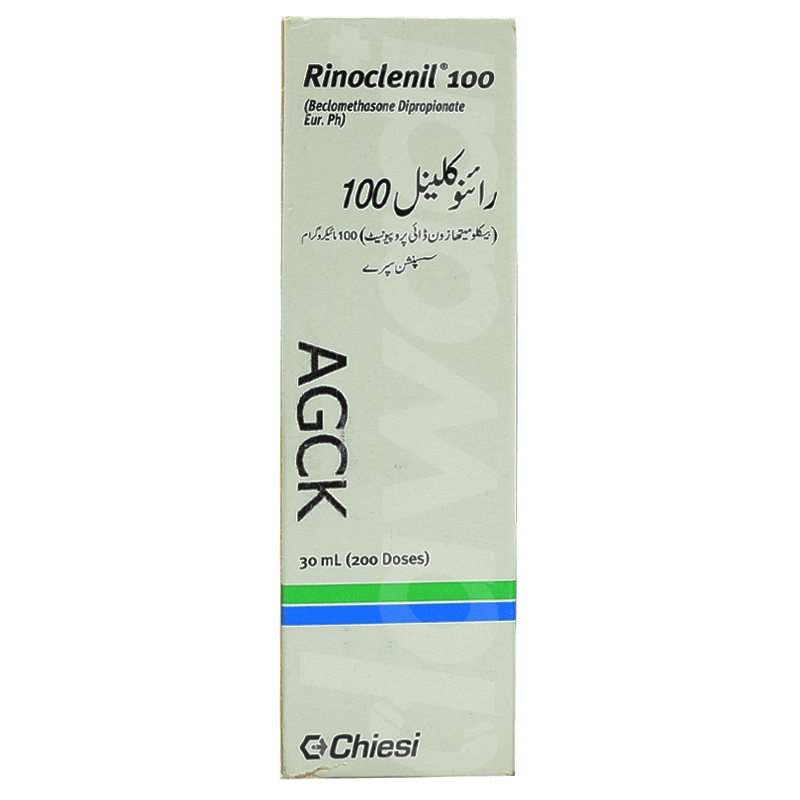 Rinoclenil® 100
(Beclomethasone Dipropionate
Eur. Ph)
رائنو کلینل 100
(بیکلومیتھازون ڈائی پروپیونیٹ) 100 مائیکروگرام
سسپنشن سپرے
AGCK
30 mL (200 Doses)
Chiesi
dawaai